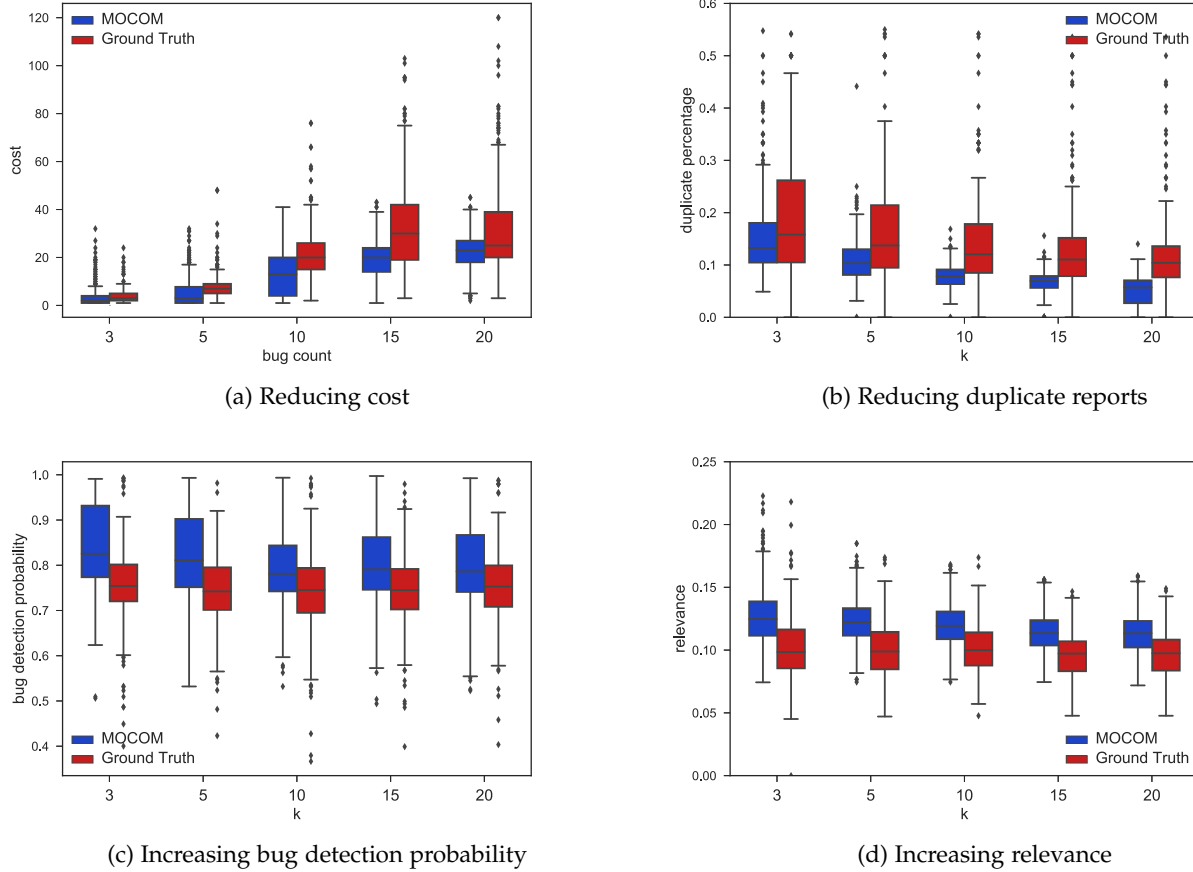 120
100
80
60
40
20
0
cost
MOCOM
Ground Truth
3 5 10 15 20
bug count
(a) Reducing cost
0.6
0.5
0.4
0.3
0.2
0.1
0.0
duplicate percentage
MOCOM
Ground Truth
3 5 10 15 20
k
(b) Reducing duplicate reports
1.0
0.9
0.8
0.7
0.6
0.5
0.4
bug detection probability
MOCOM
Ground Truth
3 5 10 15 20
k
(c) Increasing bug detection probability
0.25
0.20
0.15
0.10
0.05
0.00
relevance
MOCOM
Ground Truth
3 5 10 15 20
k
(d) Increasing relevance